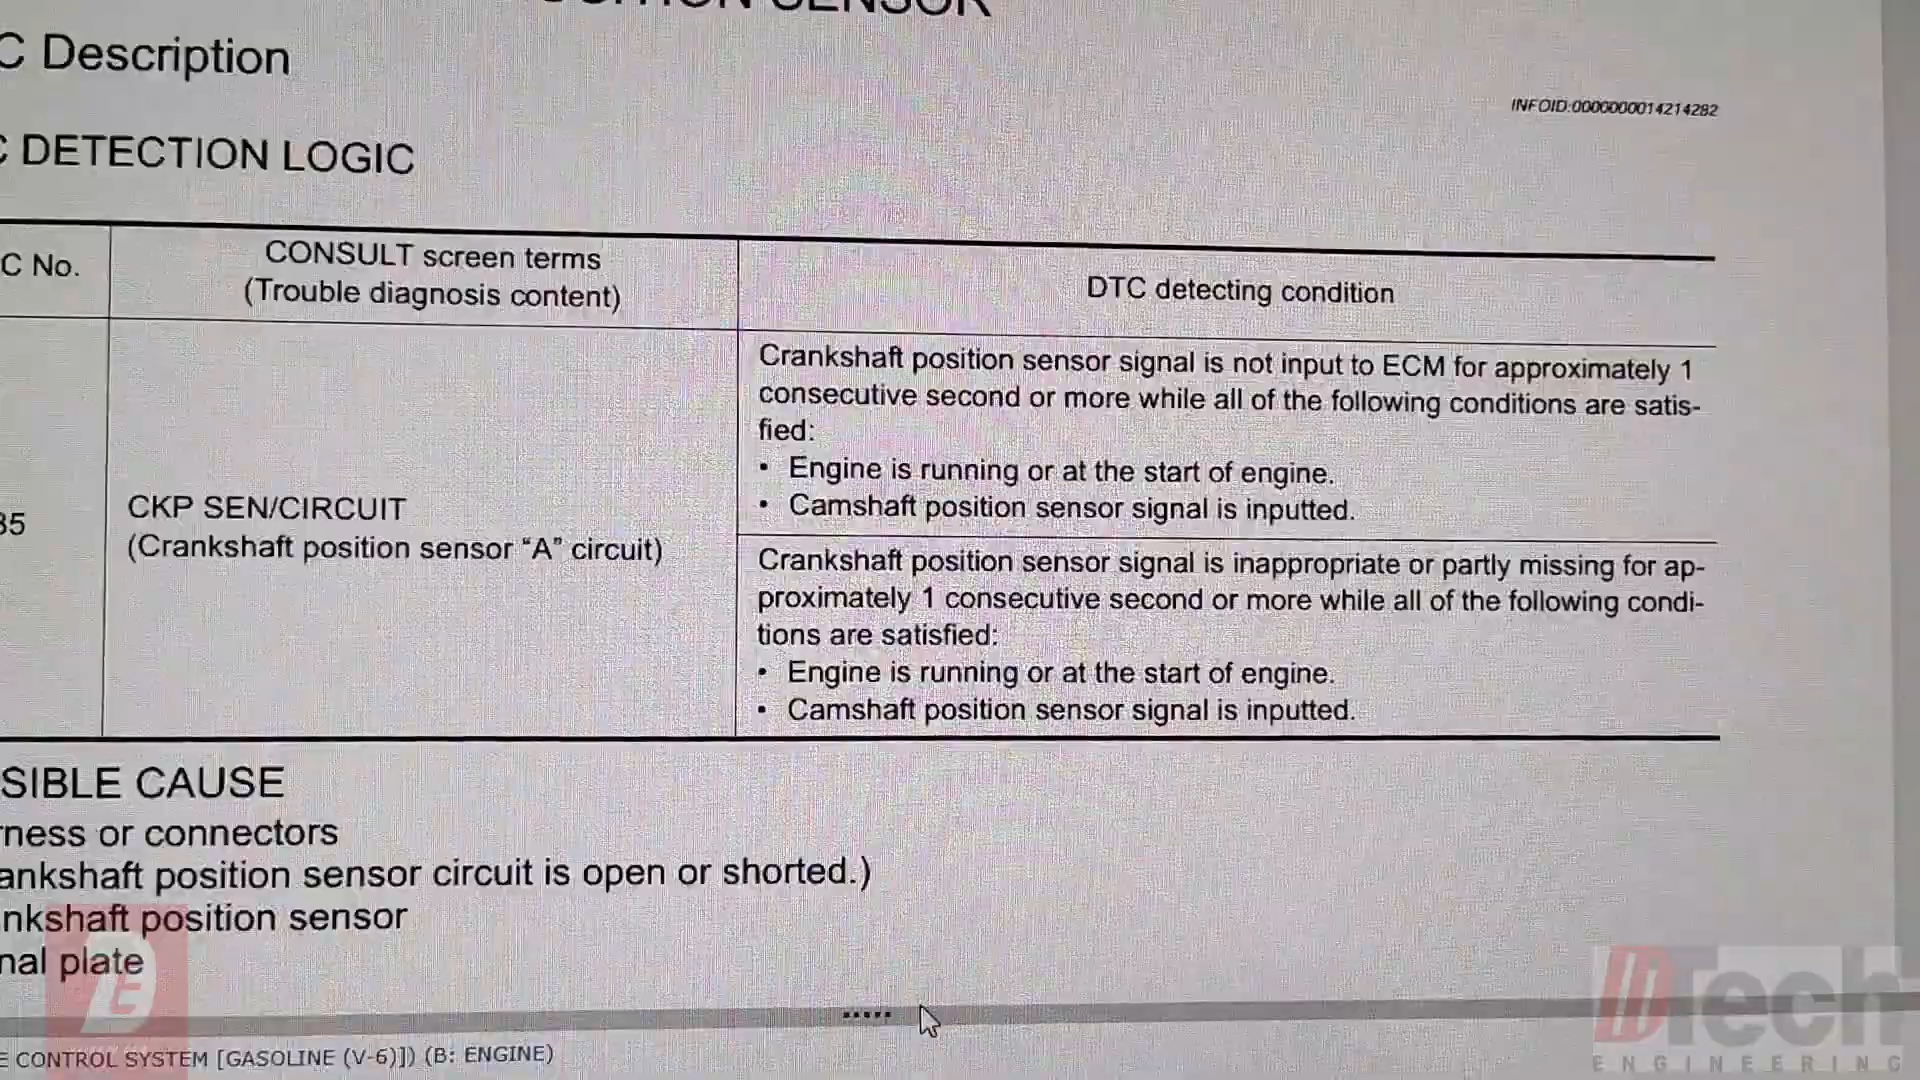 POSITION SENSOR
C Description
INFOID:0000000014214282
C DETECTION LOGIC
C No.
CONSULT screen terms
(Trouble diagnosis content)
DTC detecting condition
35
CKP SEN/CIRCUIT
(Crankshaft position sensor “A” circuit)
Crankshaft position sensor signal is not input to ECM for approximately 1
consecutive second or more while all of the following conditions are satis-
fied:
• Engine is running or at the start of engine.
• Camshaft position sensor signal is inputted.
Crankshaft position sensor signal is inappropriate or partly missing for ap-
proximately 1 consecutive second or more while all of the following condi-
tions are satisfied:
• Engine is running or at the start of engine.
• Camshaft position sensor signal is inputted.
SIBLE CAUSE
rness or connectors
ankshaft position sensor circuit is open or shorted.)
nkshaft position sensor
nal plate
E CONTROL SYSTEM [GASOLINE (V-6)]) (B: ENGINE)
DTech
ENGINEERING